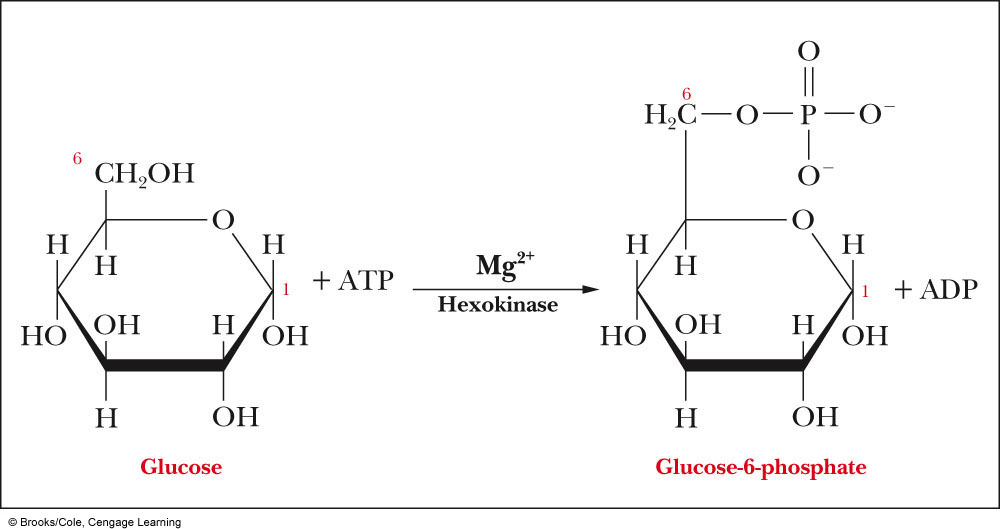 O
6
H₂C—O—P—O⁻
O⁻
6
CH₂OH
O
O
H
H
H
H
H
H
1
+ ATP
Mg²⁺
Hexokinase
1
+ ADP
HO
OH
H
OH
HO
OH
H
OH
H
OH
H
OH
Glucose
Glucose-6-phosphate
© Brooks/Cole, Cengage Learning